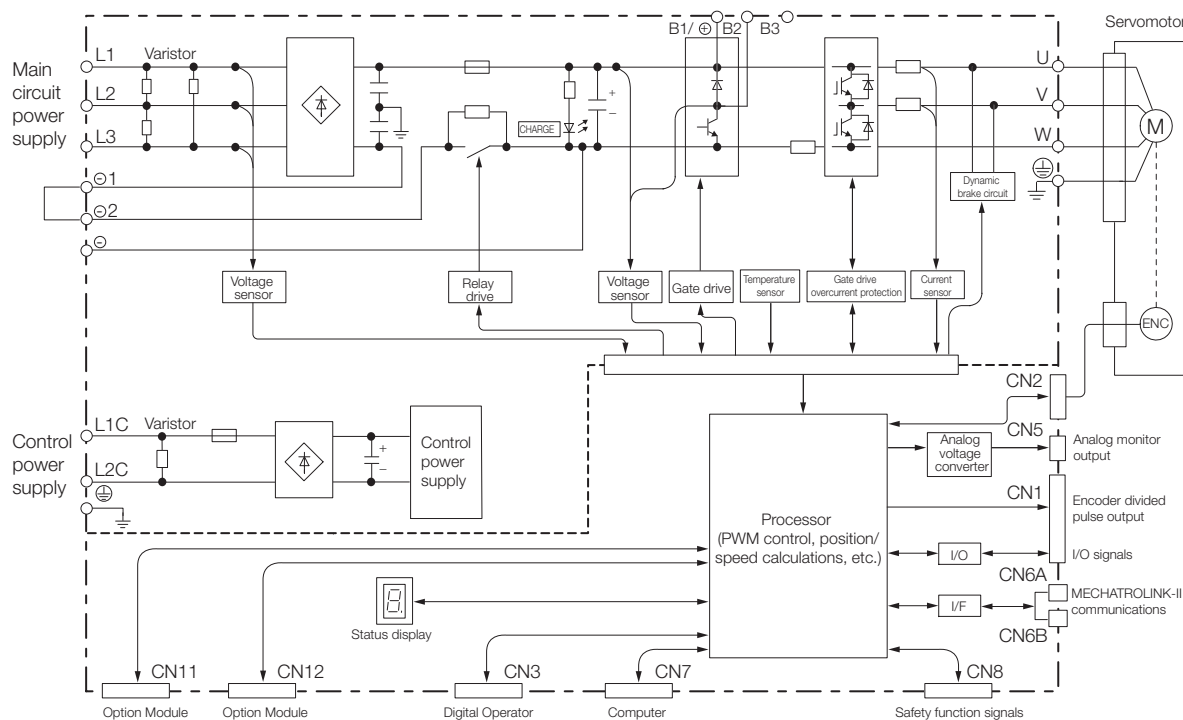 B1/ ⊕ B2 B3
Servomotor
Main
circuit
power
supply
L1
Varistor
L2
L3
⊖1
⊖2
⊖
CHARGE
+
−
U
V
W
M
Dynamic
brake circuit
Voltage
sensor
Relay
drive
Voltage
sensor
Gate drive
Temperature
sensor
Gate drive
overcurrent protection
Current
sensor
ENC
Control
power
supply
L1C
Varistor
L2C
+
−
Control
power
supply
Processor
(PWM control, position/
speed calculations, etc.)
CN2
CN5
Analog
voltage
converter
Analog monitor
output
CN1
Encoder divided
pulse output
I/O
I/O signals
CN6A
I/F
MECHATROLINK-II
communications
CN6B
8.
Status display
CN11
CN12
CN3
CN7
CN8
Option Module
Option Module
Digital Operator
Computer
Safety function signals